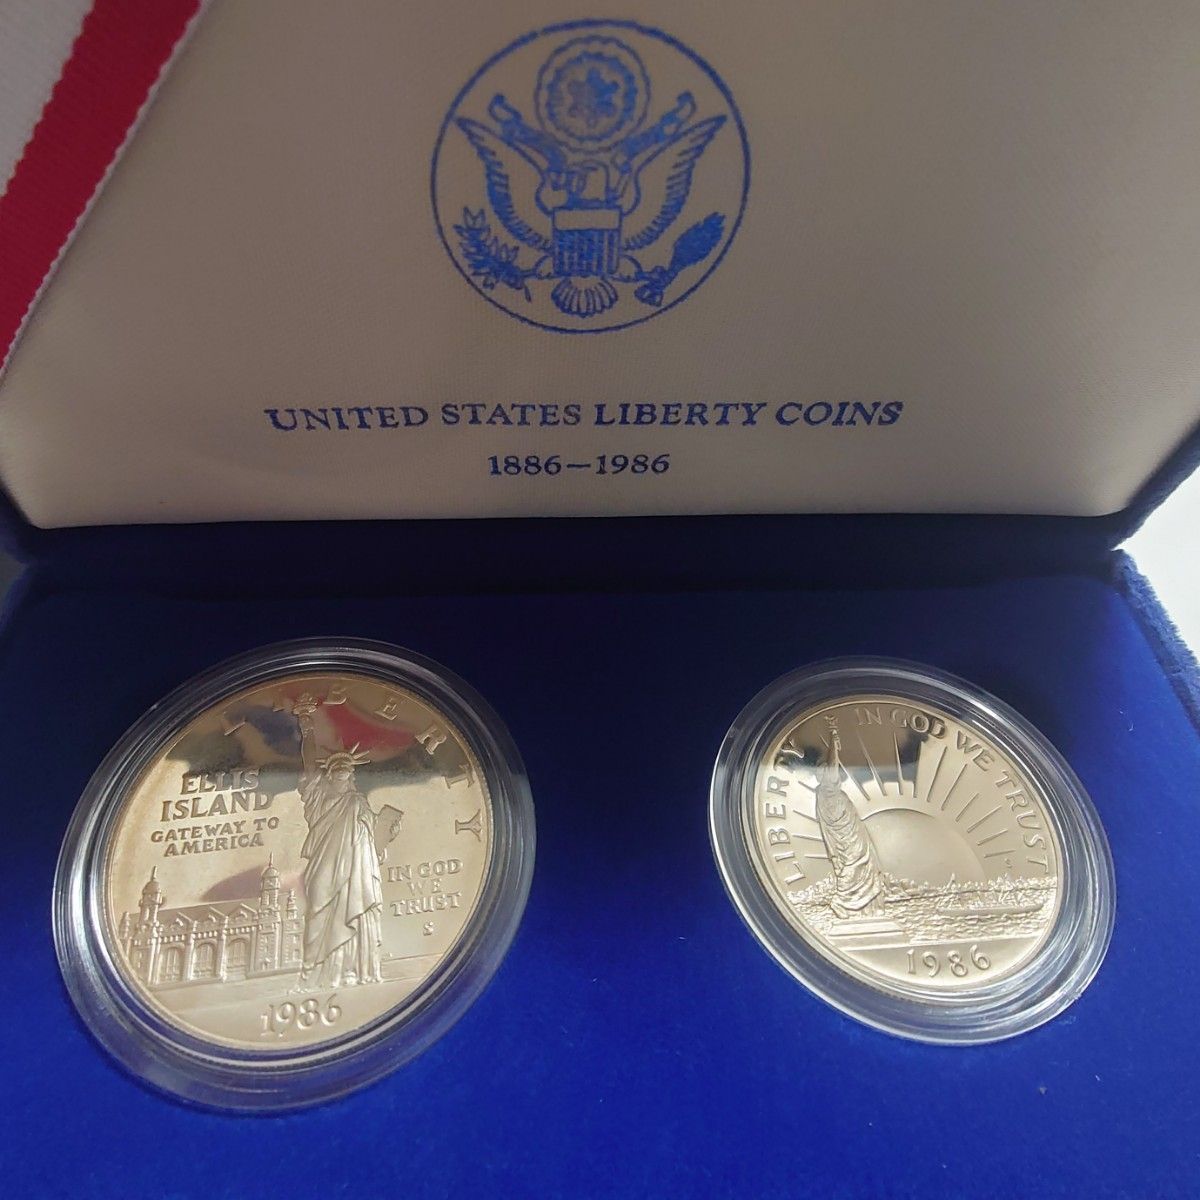 UNITED STATES LIBERTY COINS
1886–1986
LIBERTY
ELLIS
ISLAND
GATEWAY TO
AMERICA
IN GOD
WE
TRUST
S
1986
LIBERTY
IN GOD WE TRUST
S
1986